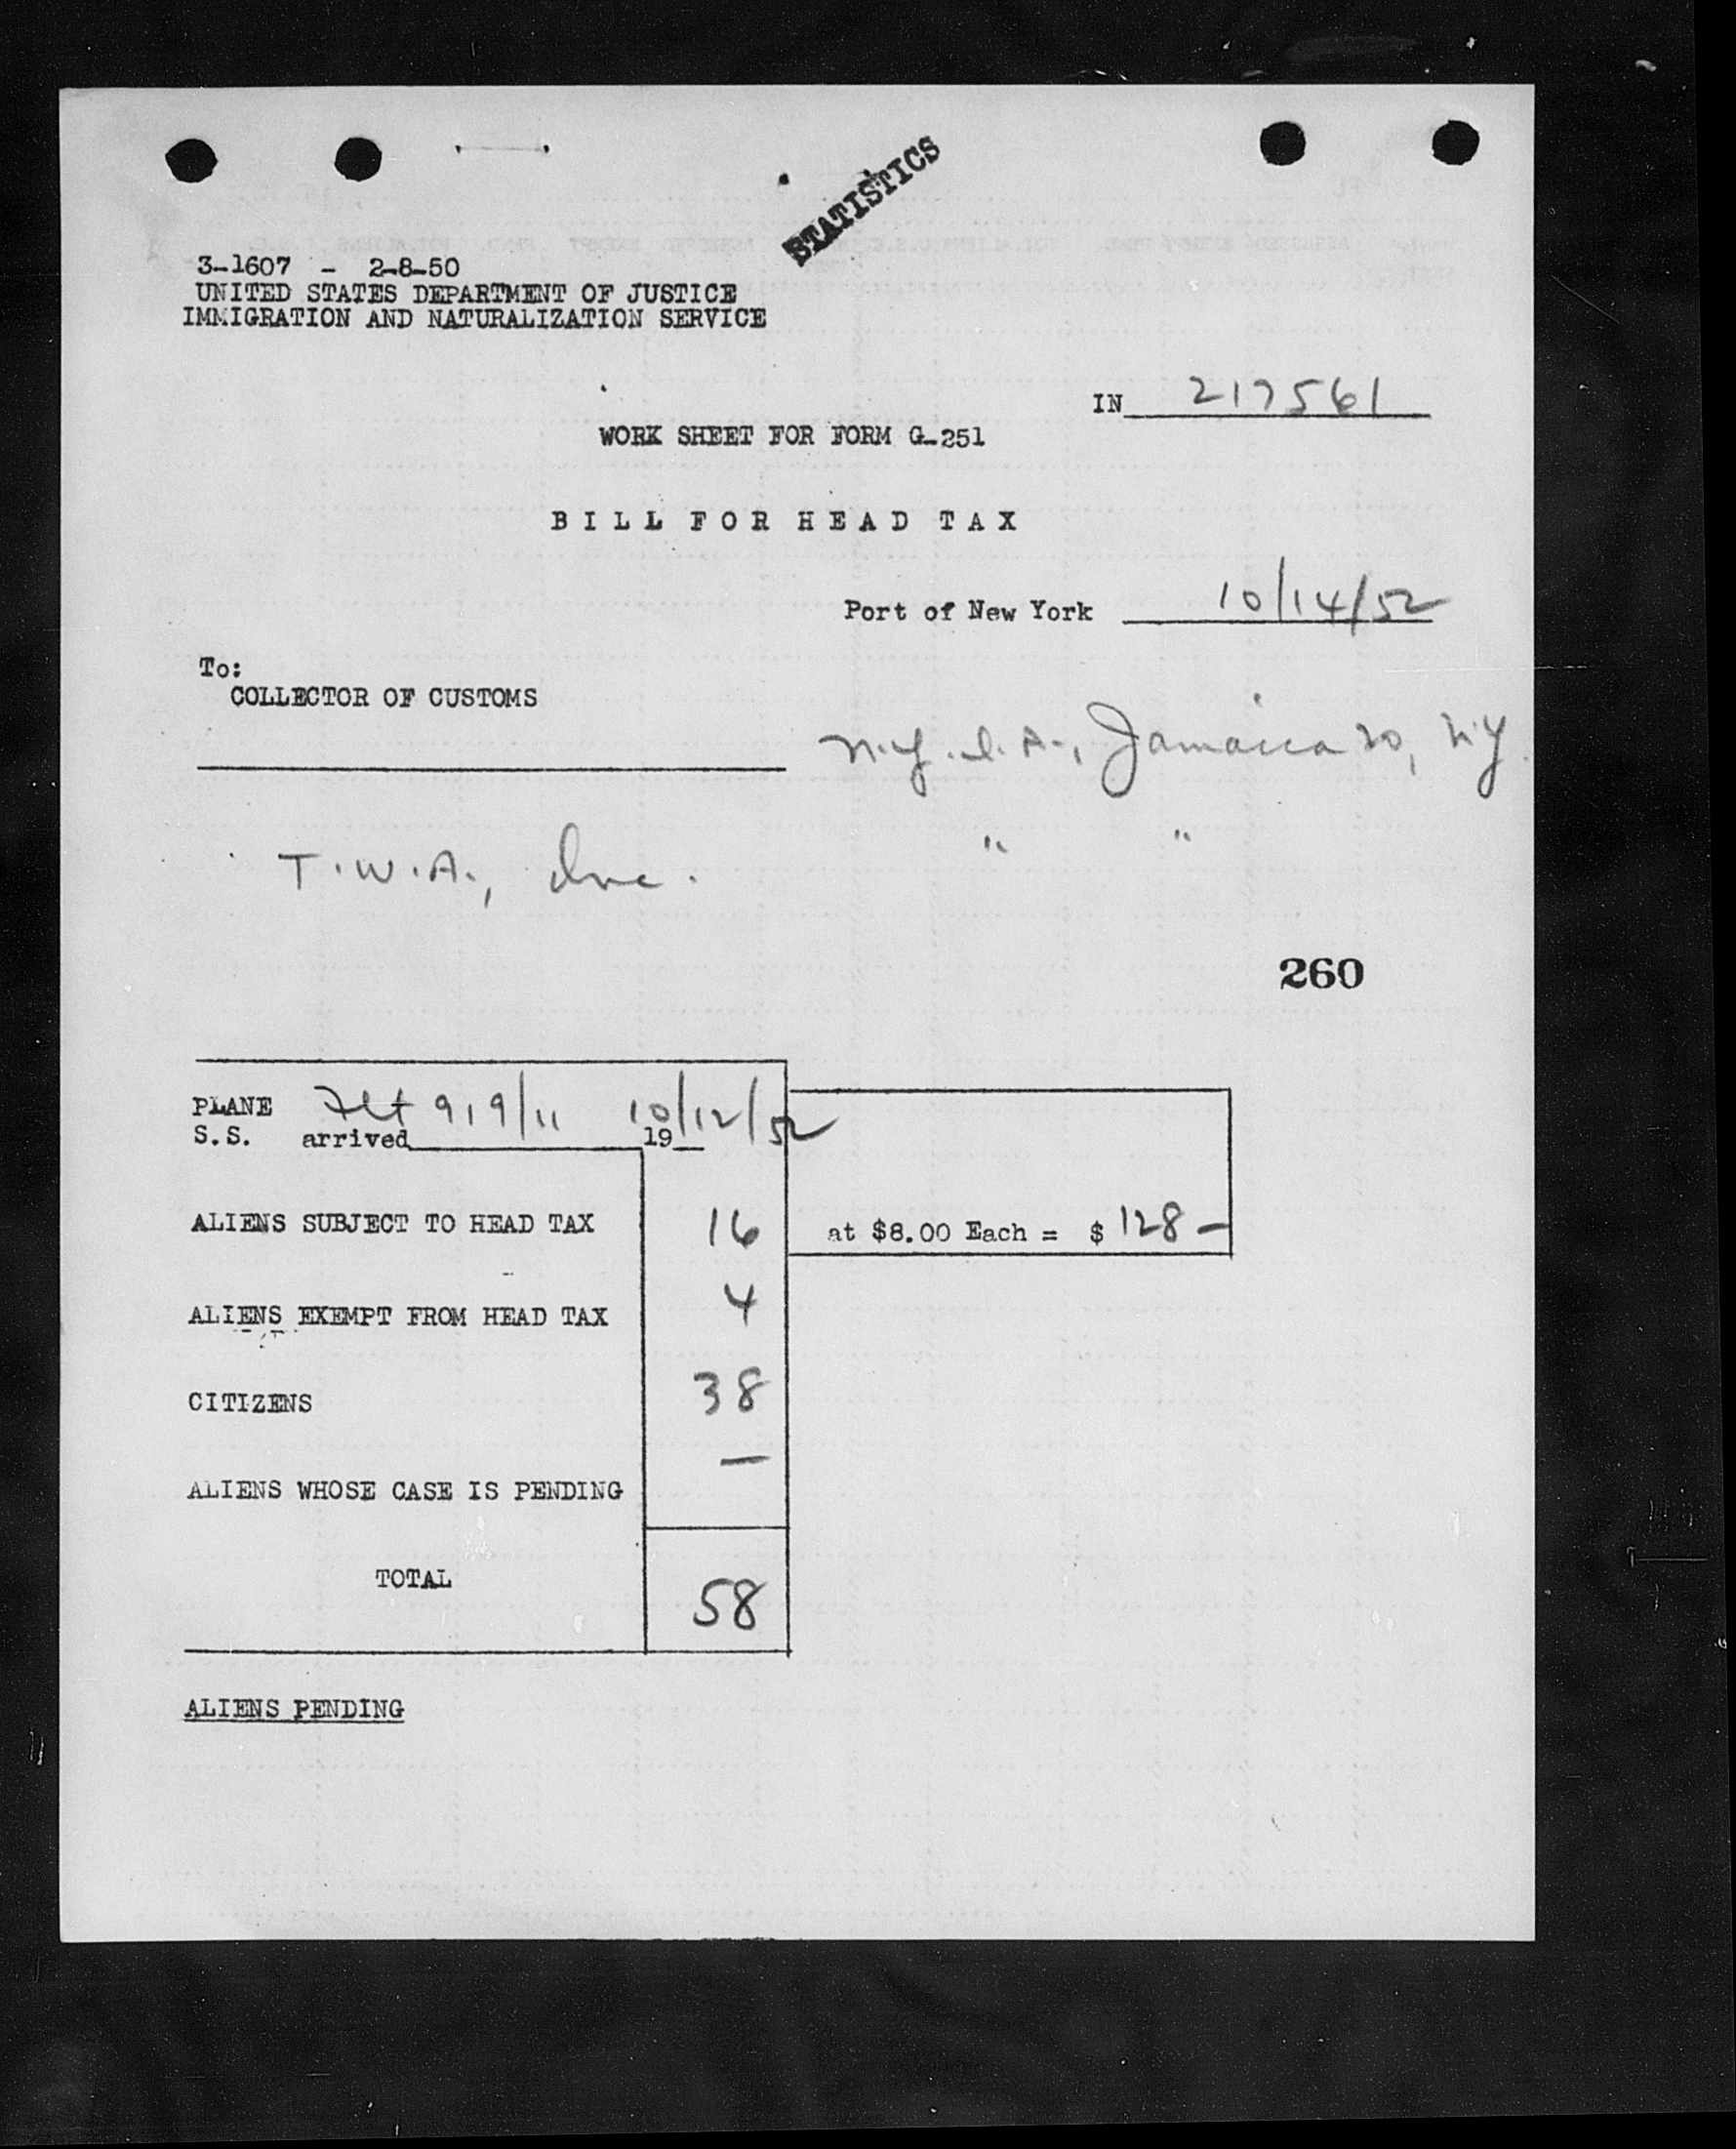 STATISTICS
3-1607 - 2-8-50
UNITED STATES DEPARTMENT OF JUSTICE
IMMIGRATION AND NATURALIZATION SERVICE
IN 217561
WORK SHEET FOR FORM G-251
BILL FOR HEAD TAX
Port of New York 10/14/52
To:
COLLECTOR OF CUSTOMS
N.Y.I.A., Jamaica 30, N.Y.
T.W.A., Inc. " "
260
PLANE Flt 919/11 10/12/52
S.S. arrived 19
ALIENS SUBJECT TO HEAD TAX 16 at $8.00 Each = $ 128 -
ALIENS EXEMPT FROM HEAD TAX 4
CITIZENS 38
ALIENS WHOSE CASE IS PENDING —
TOTAL 58
ALIENS PENDING